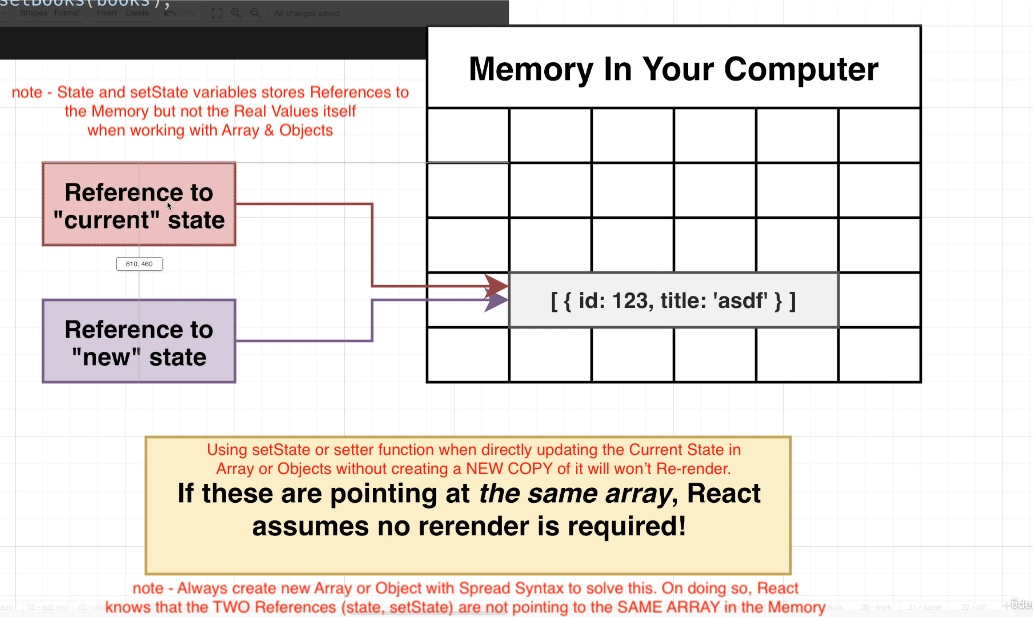 setBooks(books);
Shapes Format Insert Delete All changes saved
Memory In Your Computer
note - State and setState variables stores References to
the Memory but not the Real Values itself
when working with Array & Objects
Reference to
"current" state
610, 460
[ { id: 123, title: 'asdf' } ]
Reference to
"new" state
Using setState or setter function when directly updating the Current State in
Array or Objects without creating a NEW COPY of it will won't Re-render.
If these are pointing at the same array, React
assumes no rerender is required!
note - Always create new Array or Object with Spread Syntax to solve this. On doing so, React
knows that the TWO References (state, setState) are not pointing to the SAME ARRAY in the Memory